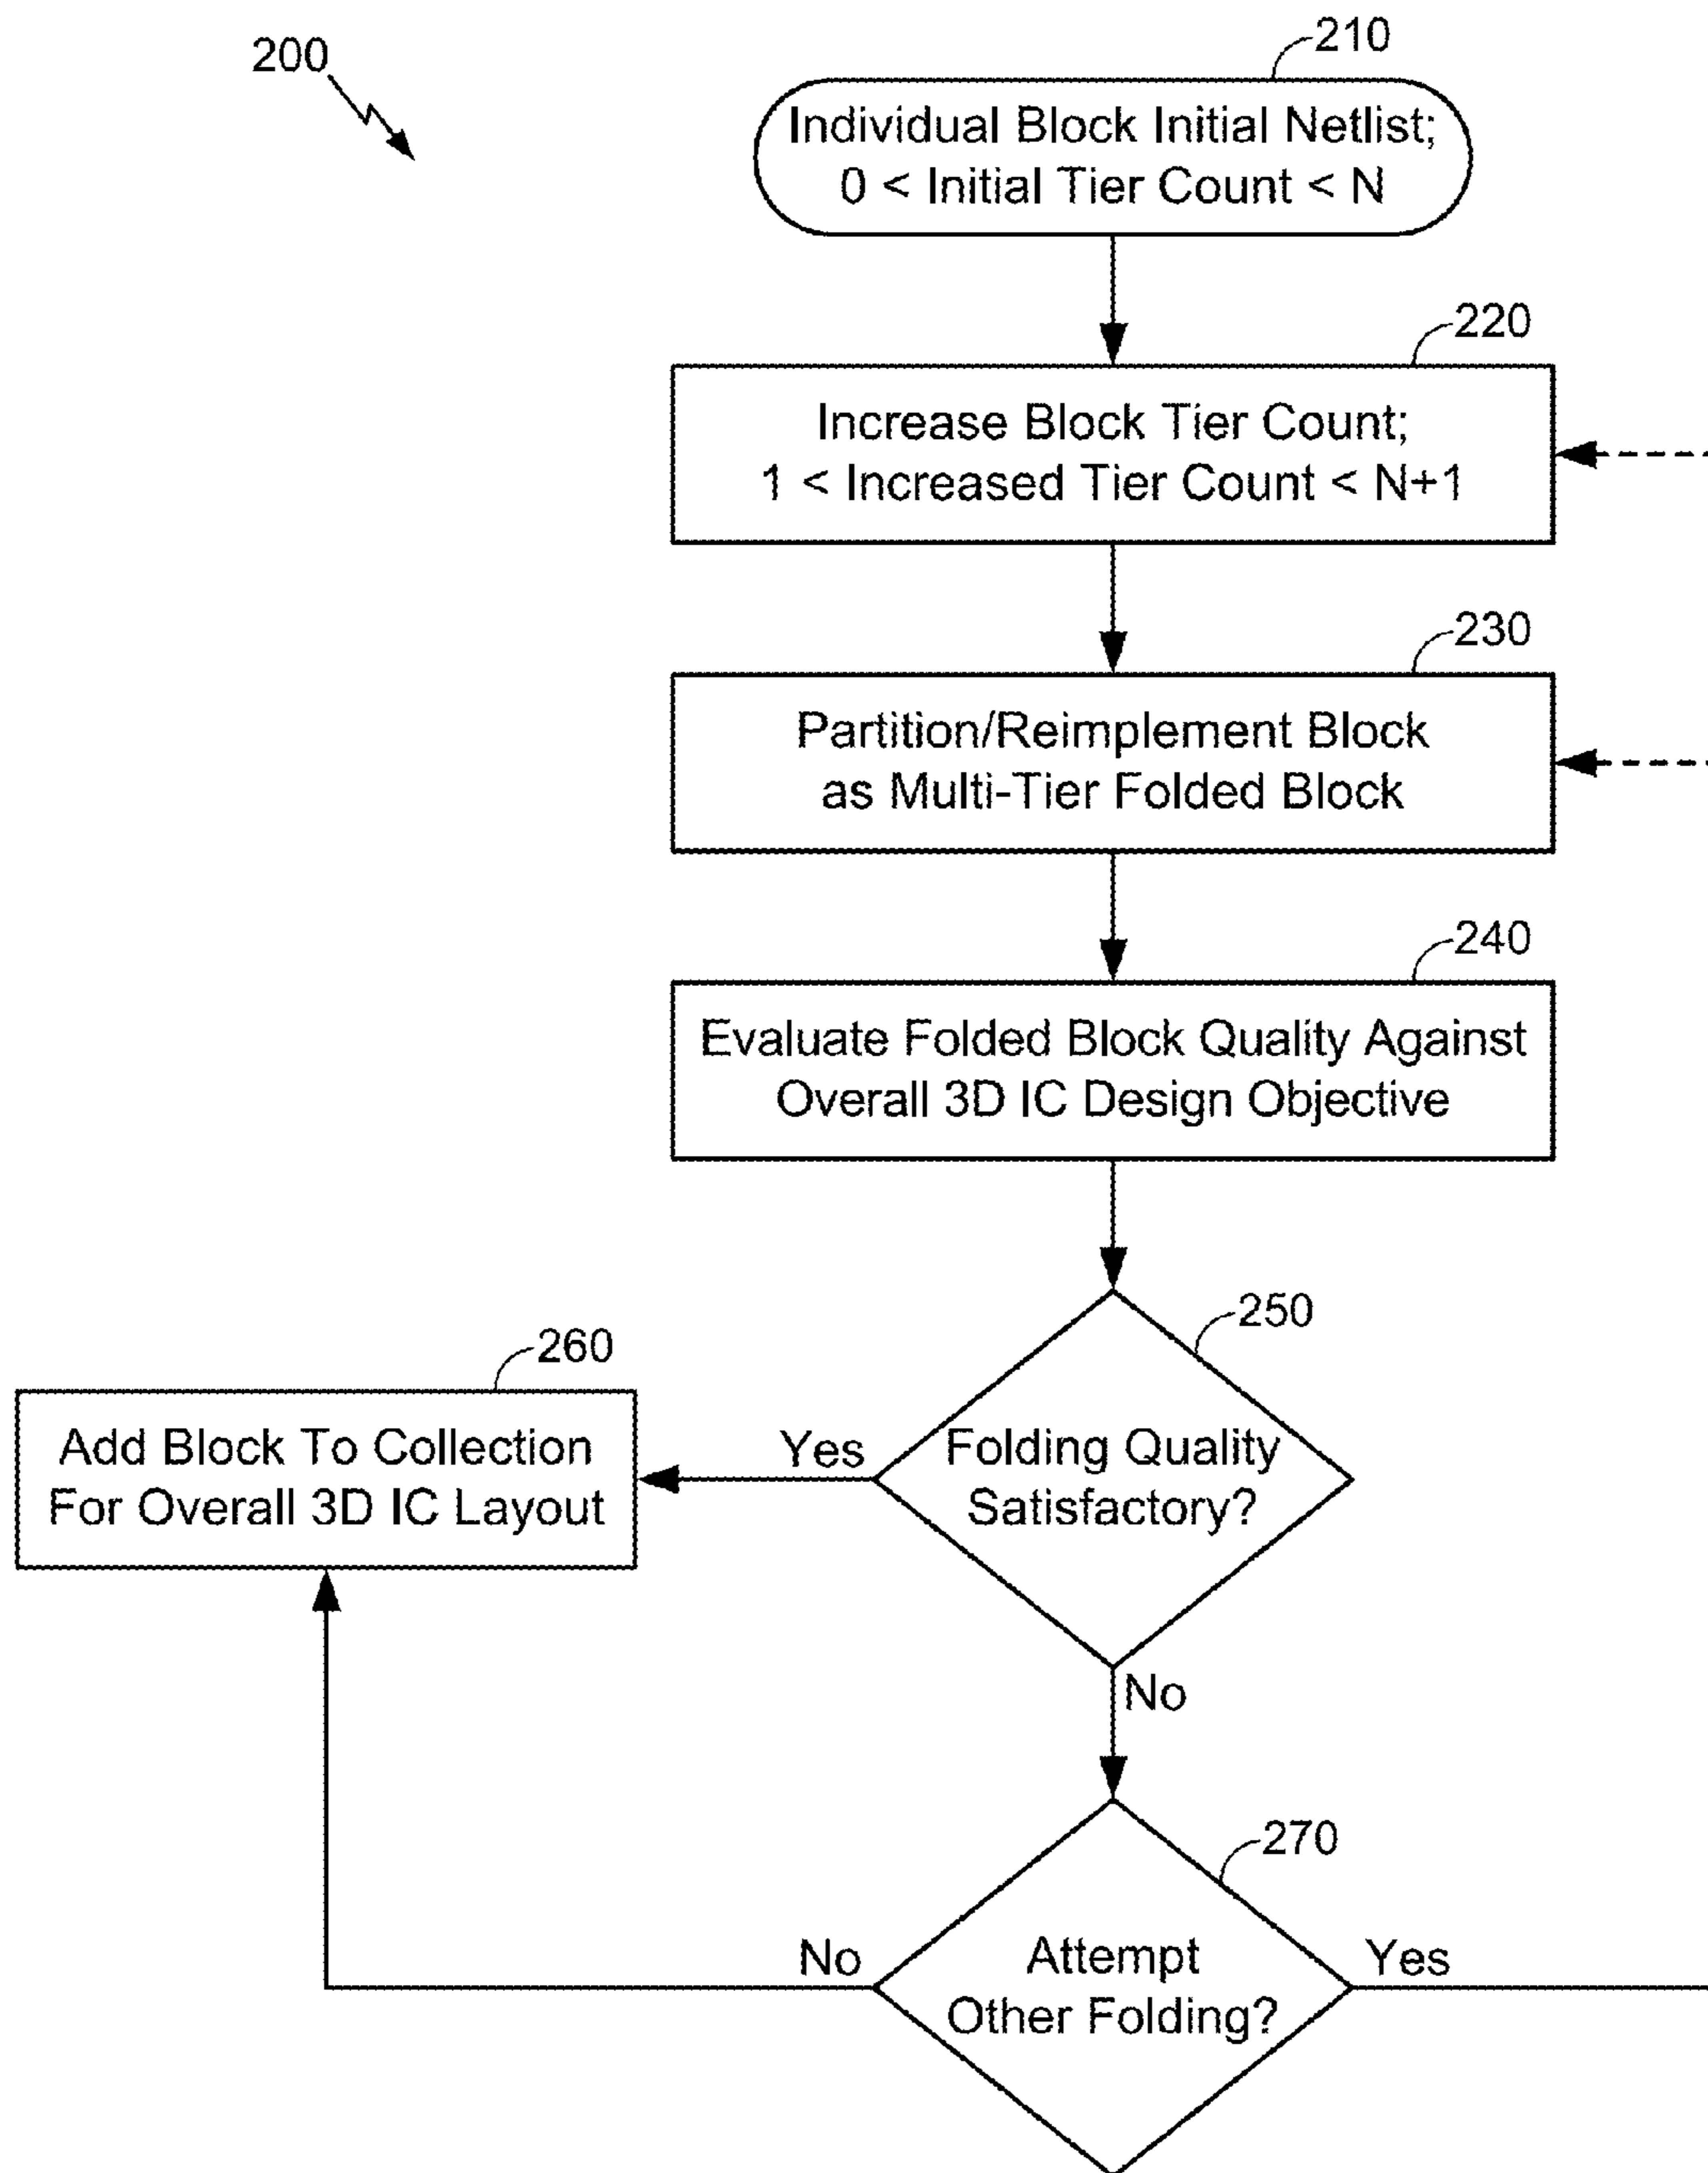 200
210
Individual Block Initial Netlist;
0 < Initial Tier Count < N
220
Increase Block Tier Count;
1 < Increased Tier Count < N+1
230
Partition/Reimplement Block
as Multi-Tier Folded Block
240
Evaluate Folded Block Quality Against
Overall 3D IC Design Objective
250
Folding Quality
Satisfactory?
Yes
No
260
Add Block To Collection
For Overall 3D IC Layout
270
Attempt
Other Folding?
No
Yes